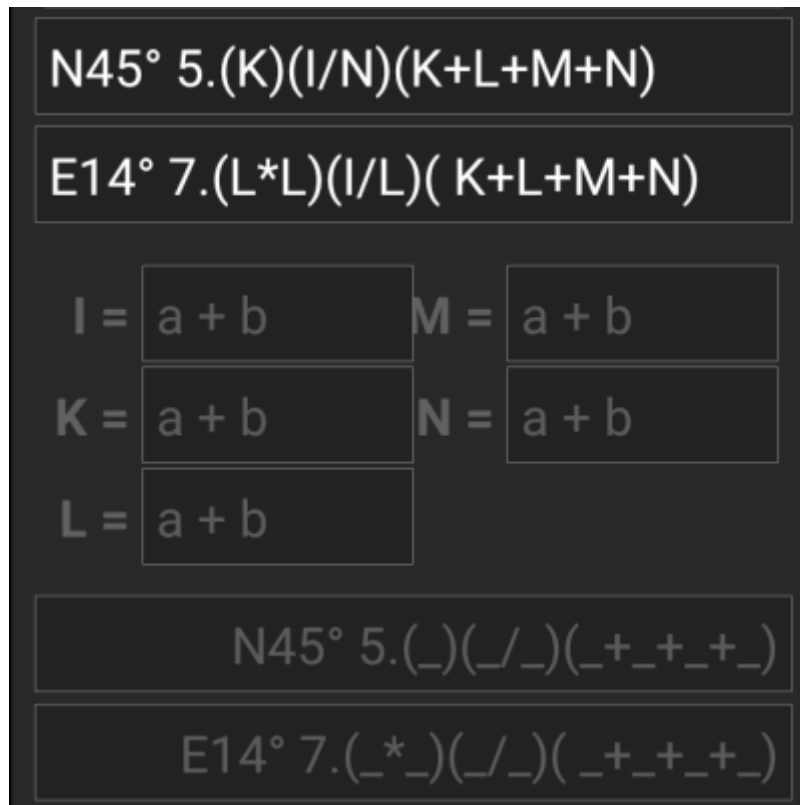 N45° 5.(K)(I/N)(K+L+M+N)
E14° 7.(L*L)(I/L)( K+L+M+N)
I = a + b M = a + b
K = a + b N = a + b
L = a + b
N45° 5.(_)(_/_)(_+_+_+_)
E14° 7.(_*_)(_/_)( _+_+_+_)